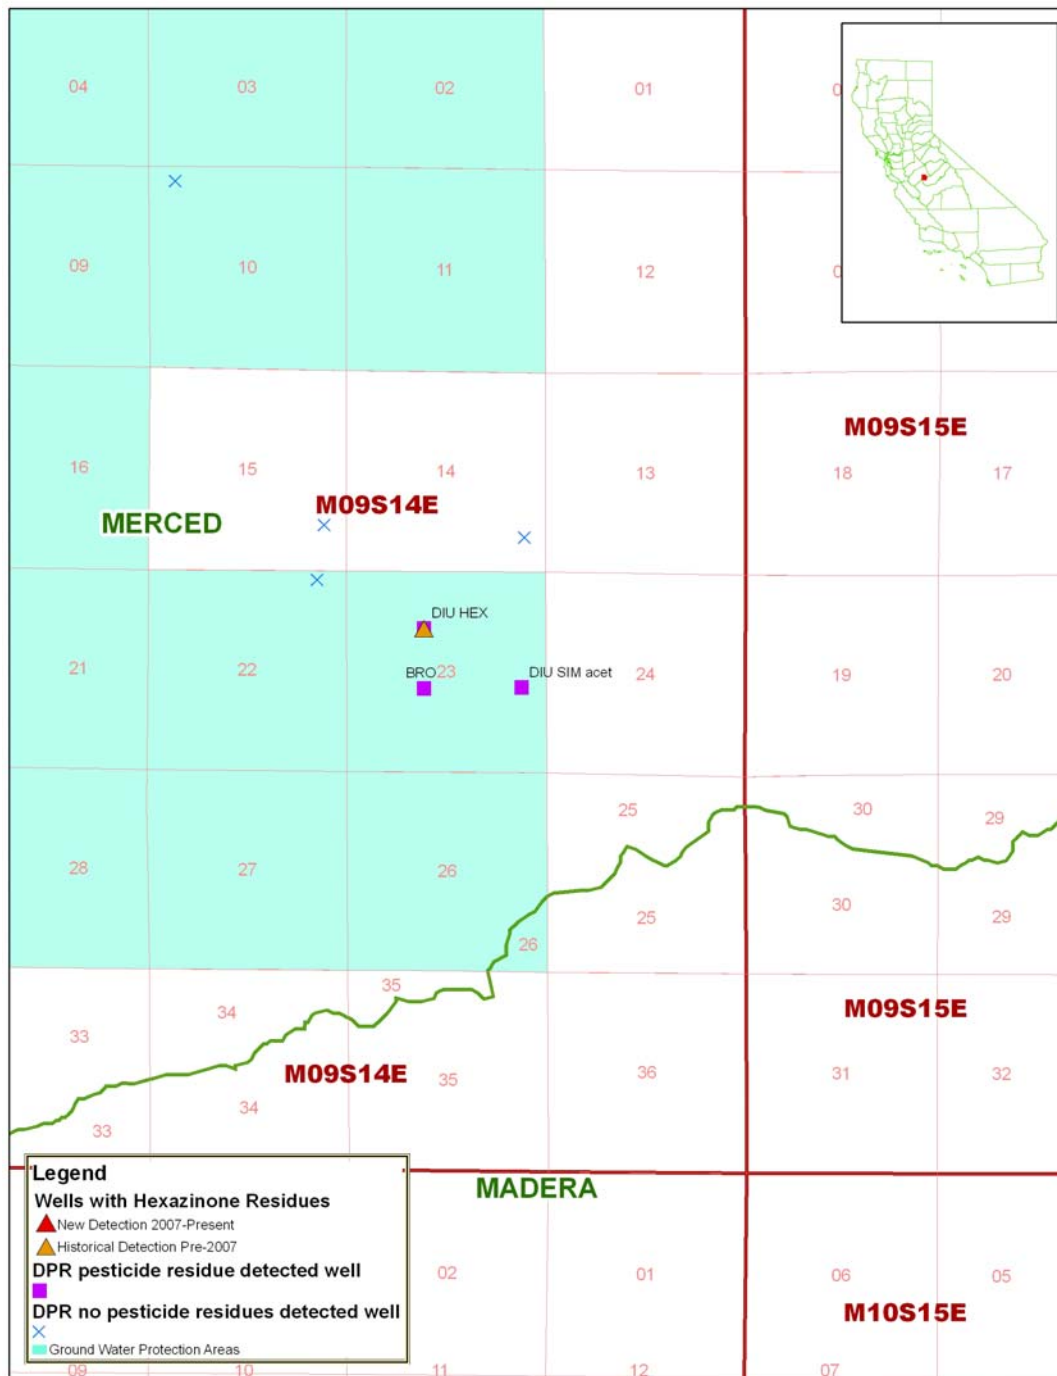 04 03 02 01
09 10 11 12
M09S15E
16 15 14 13 18 17
M09S14E
MERCED
DIU HEX
21 22 BRO 23 DIU SIM acet 24 19 20
25 30 29
28 27 26 25 30 29
26
35
34
33 M09S15E
M09S14E 35 36 31 32
34
33
Legend
Wells with Hexazinone Residues
New Detection 2007-Present
Historical Detection Pre-2007
DPR pesticide residue detected well
DPR no pesticide residues detected well
Ground Water Protection Areas
MADERA
02 01 06 05
M10S15E
09 10 11 12 07